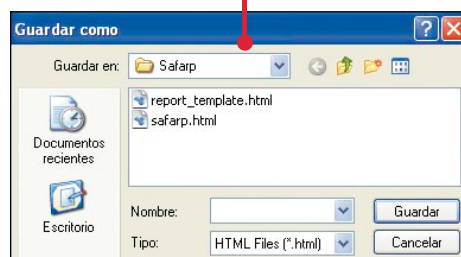 Guardar como
Guardar en: Safarp
report_template.html
safarp.html
Documentos
recientes
Escritorio
Nombre: Guardar
Tipo: HTML Files (*.html) Cancelar